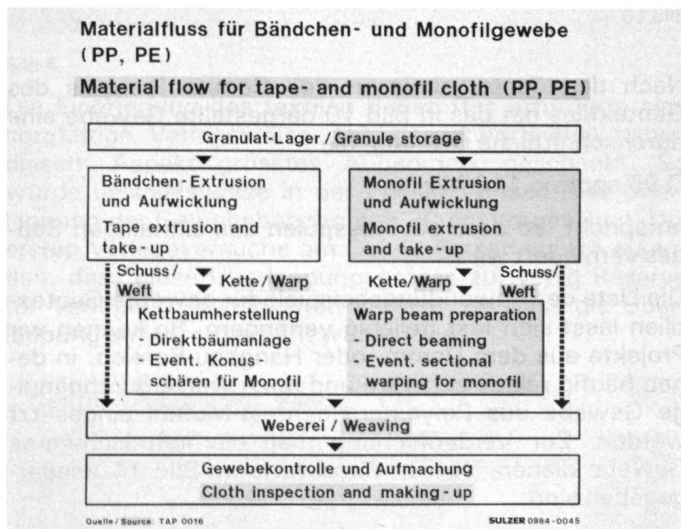 Materialfluss für Bändchen- und Monofilgewebe
(PP, PE)
Material flow for tape- and monofil cloth (PP, PE)
Granulat-Lager / Granule storage
Bändchen-Extrusion
und Aufwicklung
Tape extrusion and
take-up
Monofil Extrusion
und Aufwicklung
Monofil extrusion
and take-up
Schuss/
Weft
Kette/Warp
Kette/Warp
Schuss/
Weft
Kettbaumherstellung
- Direktbäumanlage
- Event. Konus-
schären für Monofil
Warp beam preparation
- Direct beaming
- Even. sectional
warping for monofil
Weberei / Weaving
Gewebekontrolle und Aufmachung
Cloth inspection and making-up
Quelle / Source: TAP 0016
SULZER 0984-0045